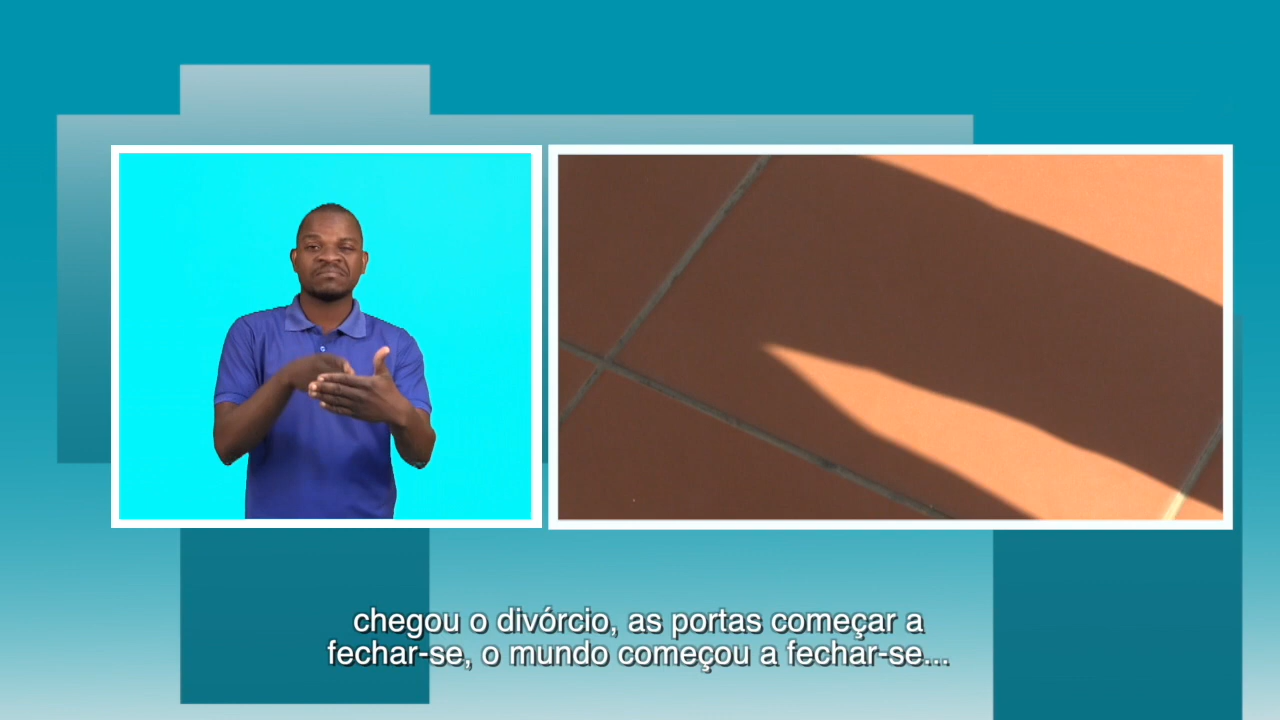 chegou o divórcio, as portas começar a
fechar-se, o mundo começou a fechar-se...